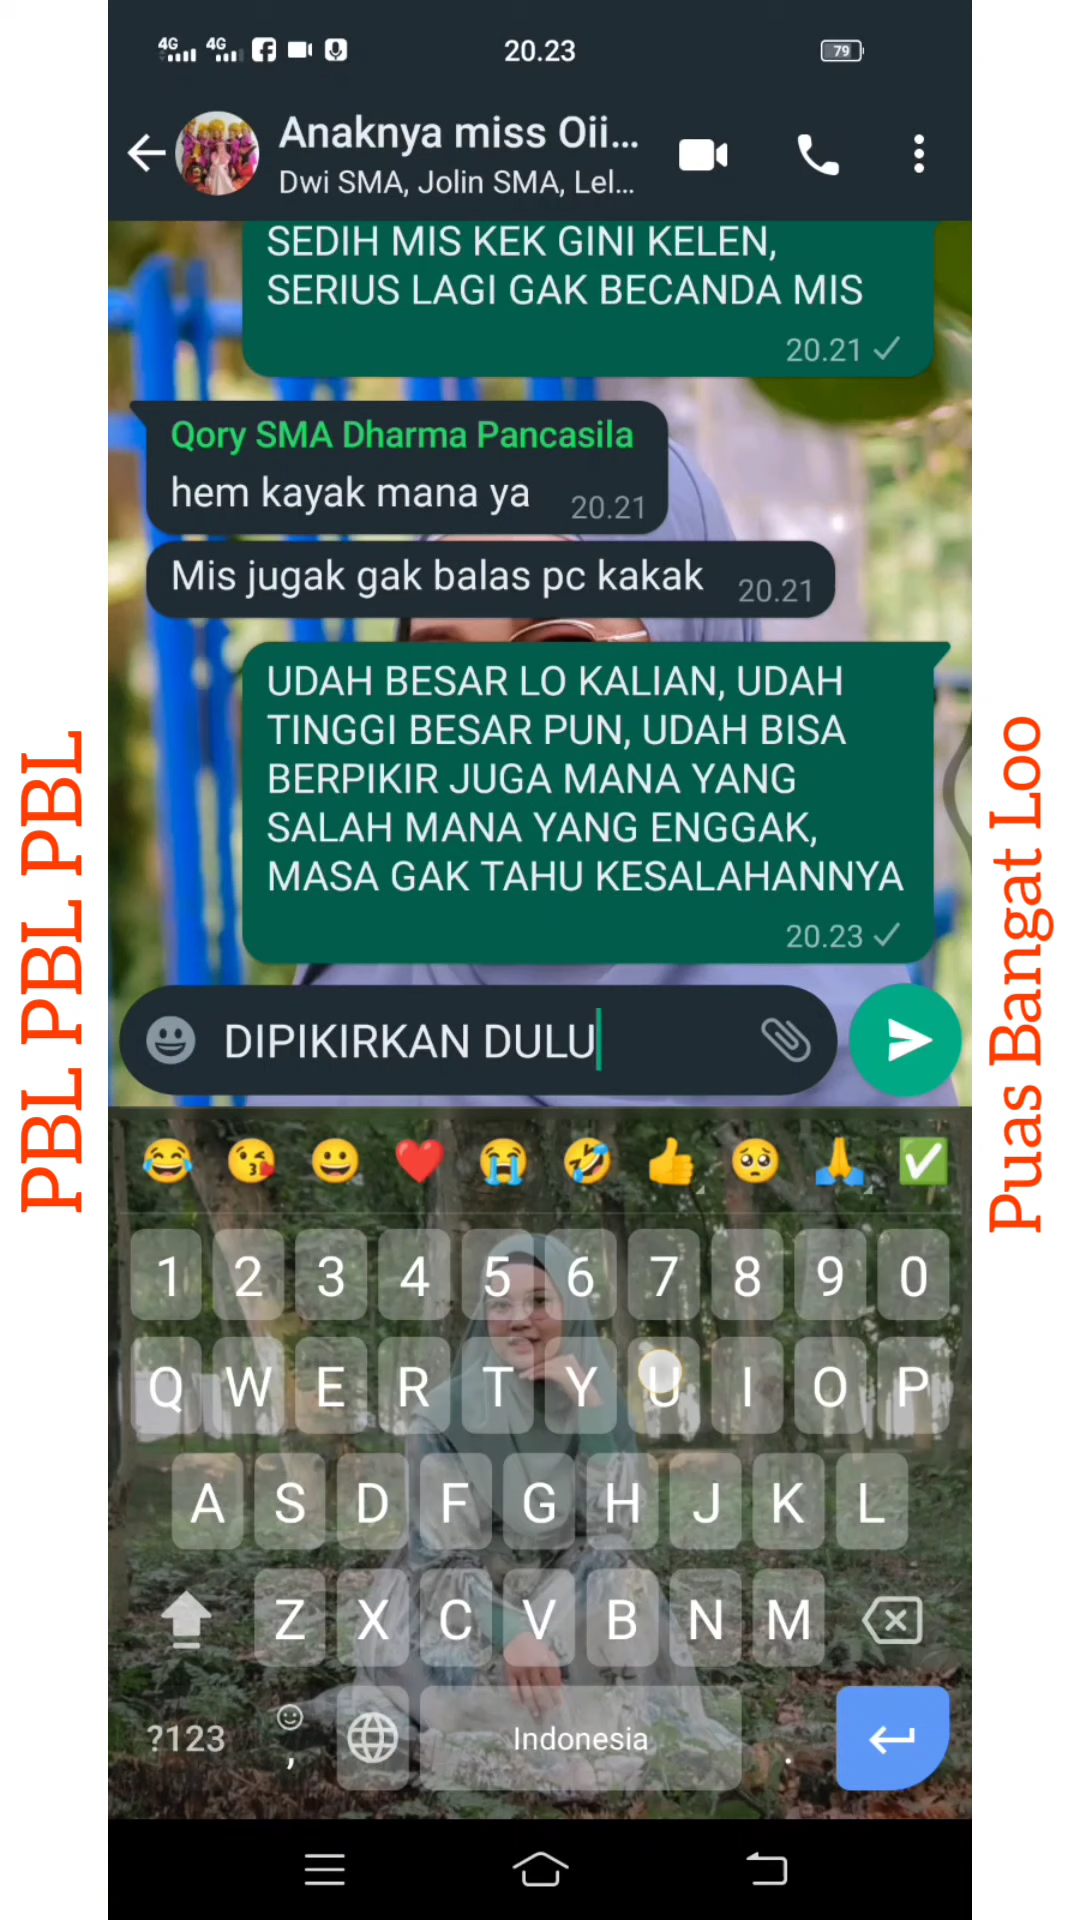 4G 4G 20.23 79
Anaknya miss Oii...
Dwi SMA, Jolin SMA, Lel...
SEDIH MIS KEK GINI KELEN,
SERIUS LAGI GAK BECANDA MIS
20.21
Qory SMA Dharma Pancasila
hem kayak mana ya 20.21
Mis jugak gak balas pc kakak 20.21
UDAH BESAR LO KALIAN, UDAH
TINGGI BESAR PUN, UDAH BISA
BERPIKIR JUGA MANA YANG
SALAH MANA YANG ENGGAK,
MASA GAK TAHU KESALAHANNYA
20.23
PBL PBL PBL
Puas Bangat Loo
DIPIKIRKAN DULU
1 2 3 4 5 6 7 8 9 0
Q W E R T Y U I O P
A S D F G H J K L
Z X C V B N M
?123 , Indonesia .